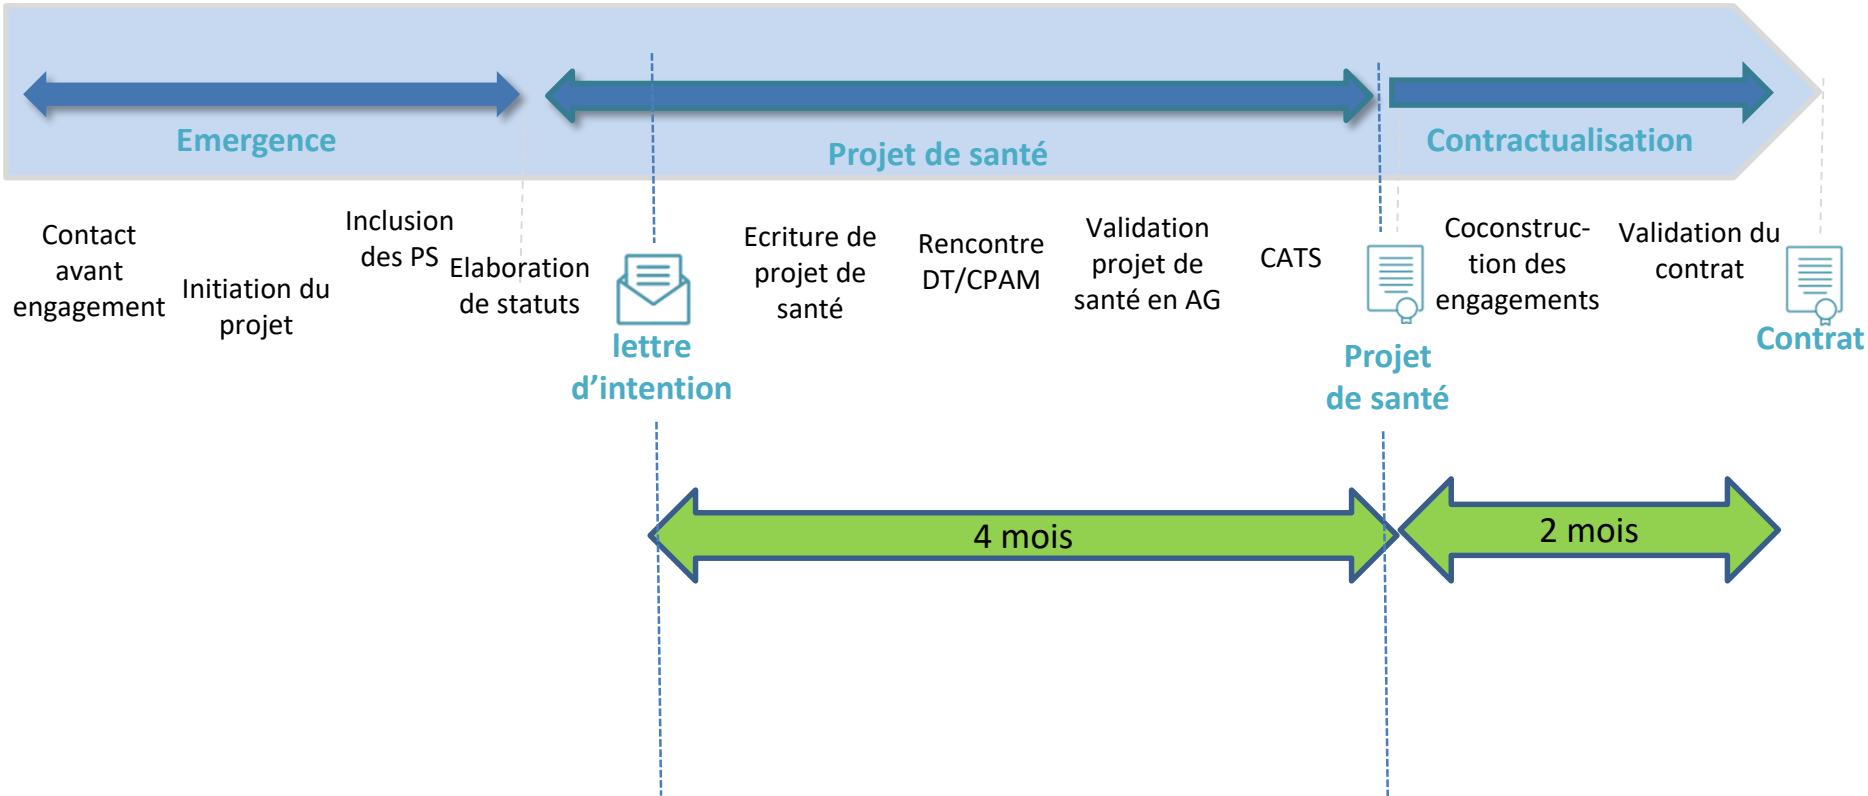 Emergence
Projet de santé
Contractualisation
Contact
avant
engagement
Initiation du
projet
Inclusion
des PS
Elaboration
de statuts
lettre
d’intention
Ecriture de
projet de
santé
Rencontre
DT/CPAM
Validation
projet de
santé en AG
CATS
Projet
de santé
Coconstruc-
tion des
engagements
Validation du
contrat
Contrat
4 mois
2 mois